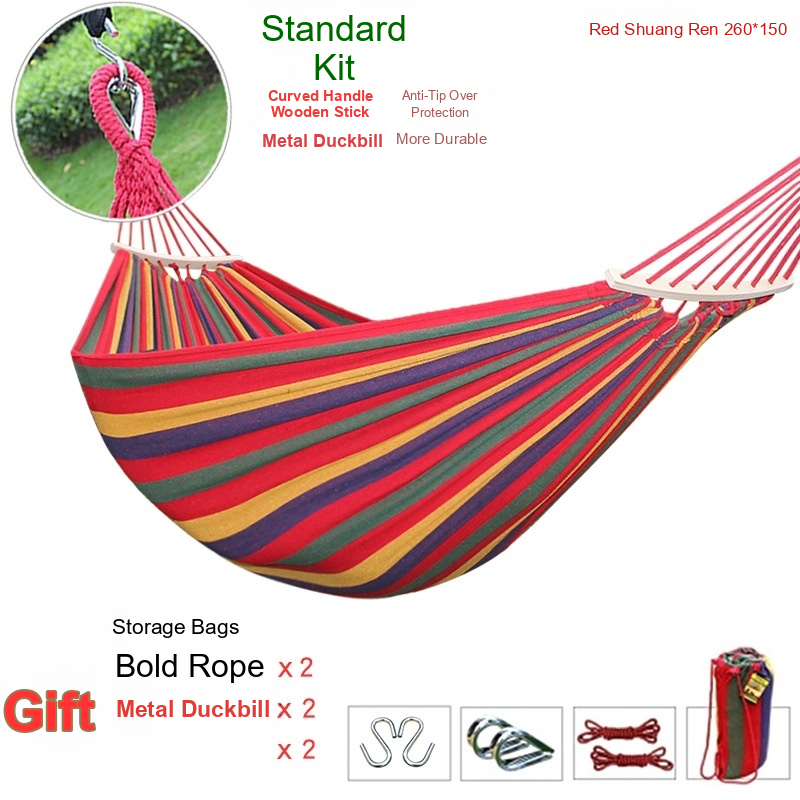 Standard
Kit
Red Shuang Ren 260*150
Curved Handle
Wooden Stick
Anti-Tip Over
Protection
Metal Duckbill
More Durable
Storage Bags
Bold Rope x 2
Gift
Metal Duckbill x 2
x 2